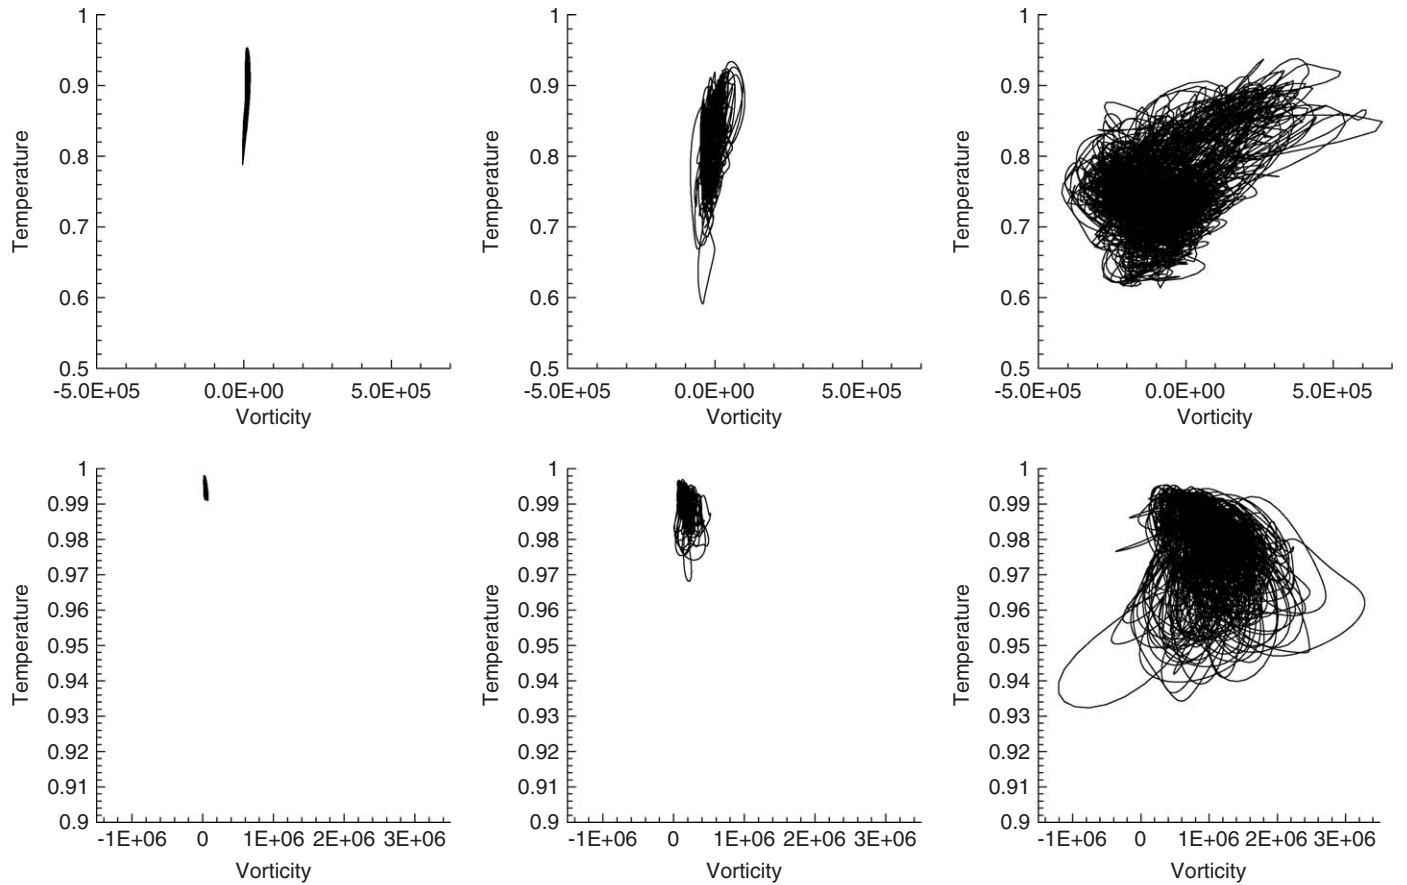 1
0.9
0.8
0.7
0.6
0.5
Temperature
-5.0E+05
0.0E+00
5.0E+05
Vorticity
1
0.9
0.8
0.7
0.6
0.5
Temperature
-5.0E+05
0.0E+00
5.0E+05
Vorticity
1
0.9
0.8
0.7
0.6
0.5
Temperature
-5.0E+05
0.0E+00
5.0E+05
Vorticity
1
0.99
0.98
0.97
0.96
0.95
0.94
0.93
0.92
0.91
0.9
Temperature
-1E+06
0
1E+06
2E+06
3E+06
Vorticity
1
0.99
0.98
0.97
0.96
0.95
0.94
0.93
0.92
0.91
0.9
Temperature
-1E+06
0
1E+06
2E+06
3E+06
Vorticity
1
0.99
0.98
0.97
0.96
0.95
0.94
0.93
0.92
0.91
0.9
Temperature
-1E+06
0
1E+06
2E+06
3E+06
Vorticity